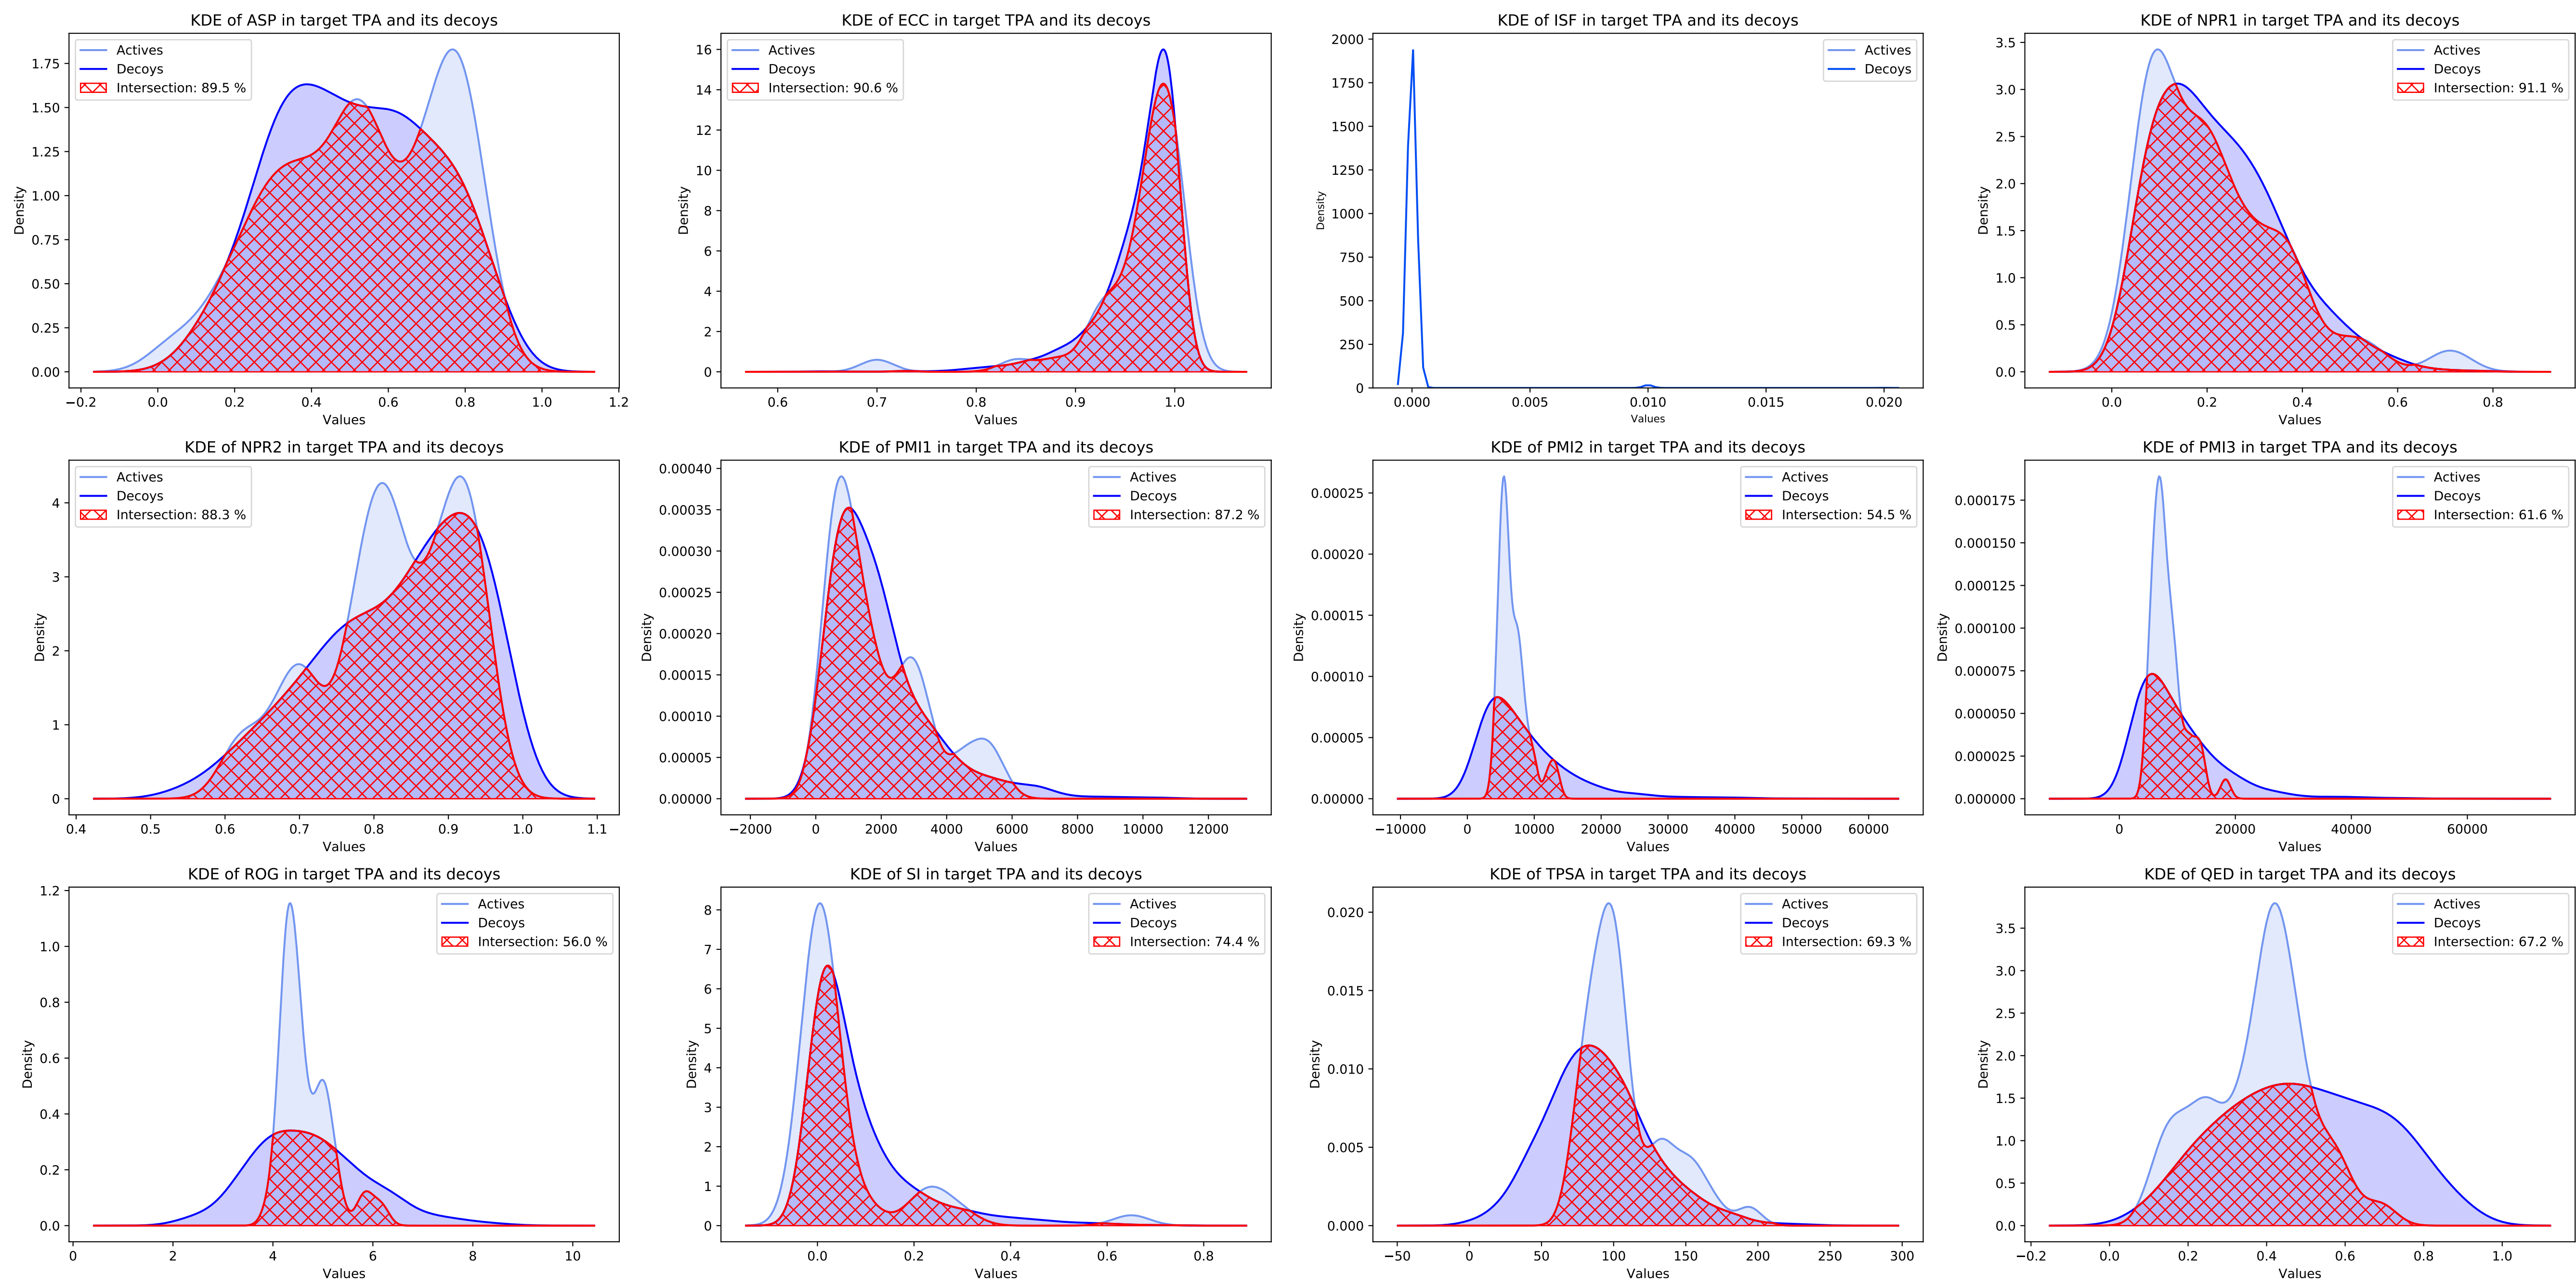 KDE of ASP in target TPA and its decoys
Actives
Decoys
Intersection: 89.5 %
Density
1.75
1.50
1.25
1.00
0.75
0.50
0.25
0.00
−0.2 0.0 0.2 0.4 0.6 0.8 1.0 1.2
Values
KDE of ECC in target TPA and its decoys
Actives
Decoys
Intersection: 90.6 %
Density
16
14
12
10
8
6
4
2
0
0.6 0.7 0.8 0.9 1.0
Values
KDE of ISF in target TPA and its decoys
Actives
Decoys
Density
2000
1750
1500
1250
1000
750
500
250
0
0.000 0.005 0.010 0.015 0.020
Values
KDE of NPR1 in target TPA and its decoys
Actives
Decoys
Intersection: 91.1 %
Density
3.5
3.0
2.5
2.0
1.5
1.0
0.5
0.0
0.0 0.2 0.4 0.6 0.8
Values
KDE of NPR2 in target TPA and its decoys
Actives
Decoys
Intersection: 88.3 %
Density
4
3
2
1
0
0.4 0.5 0.6 0.7 0.8 0.9 1.0 1.1
Values
KDE of PMI1 in target TPA and its decoys
Actives
Decoys
Intersection: 87.2 %
Density
0.00040
0.00035
0.00030
0.00025
0.00020
0.00015
0.00010
0.00005
0.00000
−2000 0 2000 4000 6000 8000 10000 12000
Values
KDE of PMI2 in target TPA and its decoys
Actives
Decoys
Intersection: 54.5 %
Density
0.00025
0.00020
0.00015
0.00010
0.00005
0.00000
−10000 0 10000 20000 30000 40000 50000 60000
Values
KDE of PMI3 in target TPA and its decoys
Actives
Decoys
Intersection: 61.6 %
Density
0.000175
0.000150
0.000125
0.000100
0.000075
0.000050
0.000025
0.000000
0 20000 40000 60000
Values
KDE of ROG in target TPA and its decoys
Actives
Decoys
Intersection: 56.0 %
Density
1.2
1.0
0.8
0.6
0.4
0.2
0.0
0 2 4 6 8 10
Values
KDE of SI in target TPA and its decoys
Actives
Decoys
Intersection: 74.4 %
Density
8
7
6
5
4
3
2
1
0
0.0 0.2 0.4 0.6 0.8
Values
KDE of TPSA in target TPA and its decoys
Actives
Decoys
Intersection: 69.3 %
Density
0.020
0.015
0.010
0.005
0.000
−50 0 50 100 150 200 250 300
Values
KDE of QED in target TPA and its decoys
Actives
Decoys
Intersection: 67.2 %
Density
3.5
3.0
2.5
2.0
1.5
1.0
0.5
0.0
−0.2 0.0 0.2 0.4 0.6 0.8 1.0
Values